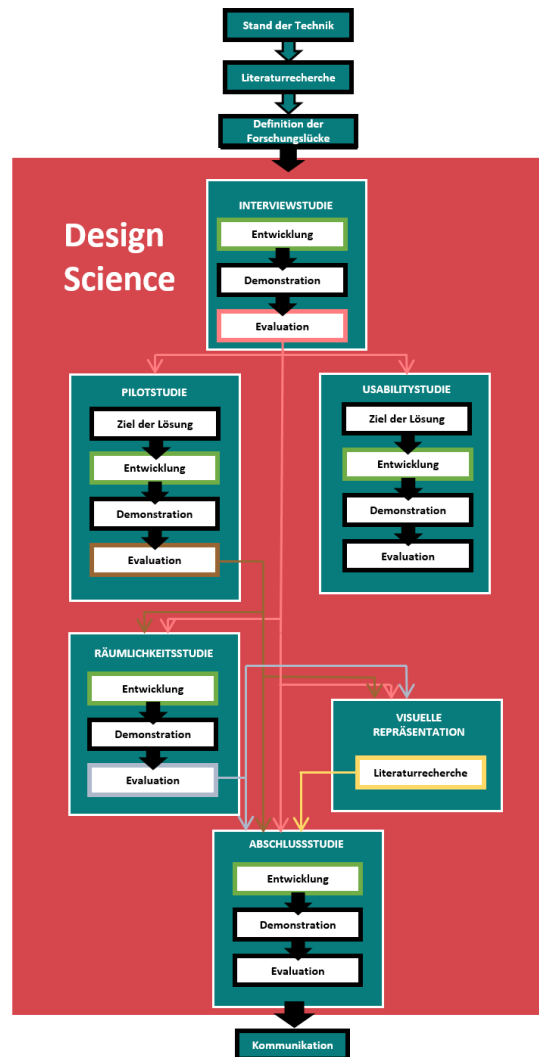 Stand der Technik
Literaturrecherche
Definition der
Forschungslücke
Design
Science
INTERVIEWSTUDIE
Entwicklung
Demonstration
Evaluation
PILOTSTUDIE
Ziel der Lösung
Entwicklung
Demonstration
Evaluation
USABILITYSTUDIE
Ziel der Lösung
Entwicklung
Demonstration
Evaluation
RÄUMLICHKEITSSTUDIE
Entwicklung
Demonstration
Evaluation
VISUELLE
REPRÄSENTATION
Literaturrecherche
ABSCHLUSSSTUDIE
Entwicklung
Demonstration
Evaluation
Kommunikation